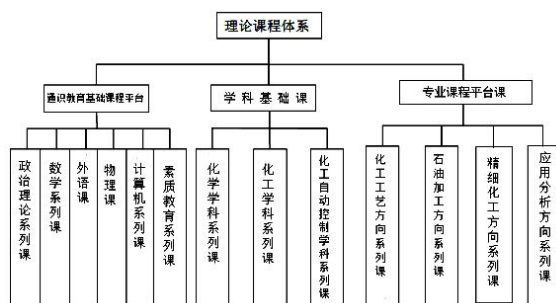 理论课程体系
通识教育基础课程平台
学科基础课
专业课程平台课
政治理论系列课
数学系列课
外语课
物理课
计算机系列课
素质教育系列课
化学学科系列课
化工学科系列课
化工自动控制学科系列课
化工工艺方向系列课
石油加工方向系列课
精细化工方向系列课
应用分析方向系列课